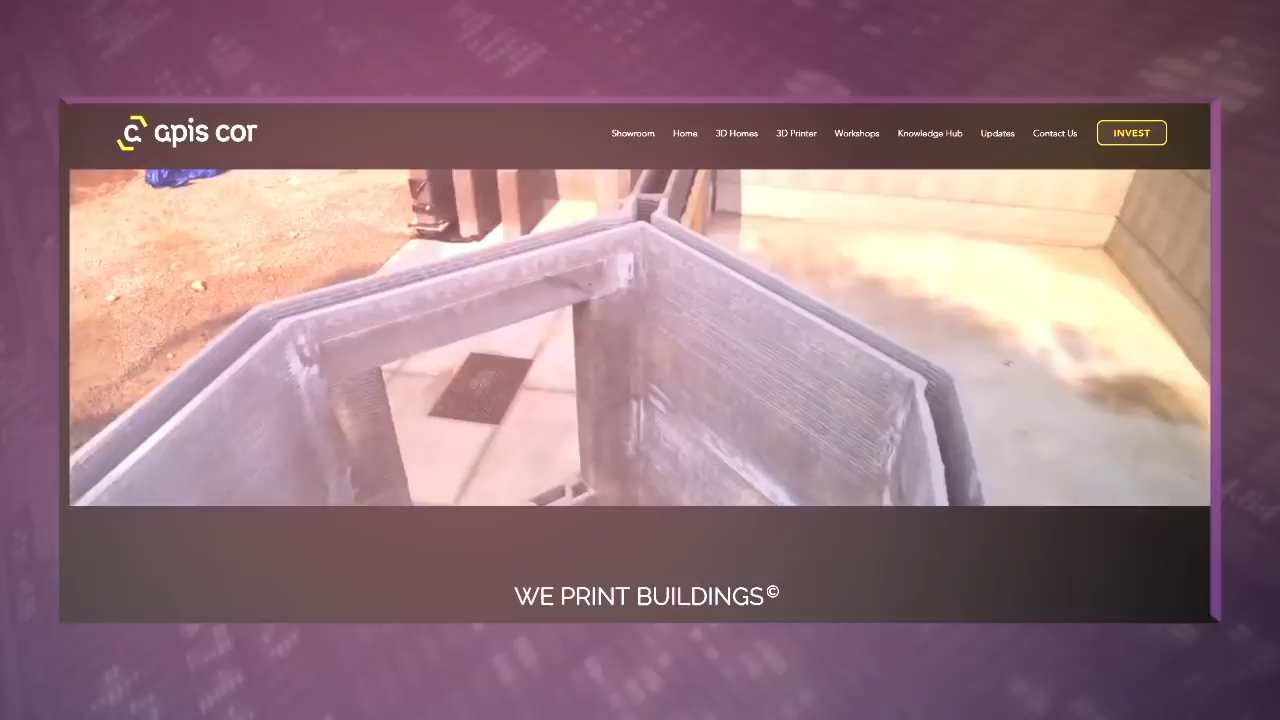 apis cor
Showroom Home 3D Homes 3D Printer Workshops Knowledge Hub Updates Contact Us INVEST
WE PRINT BUILDINGS©